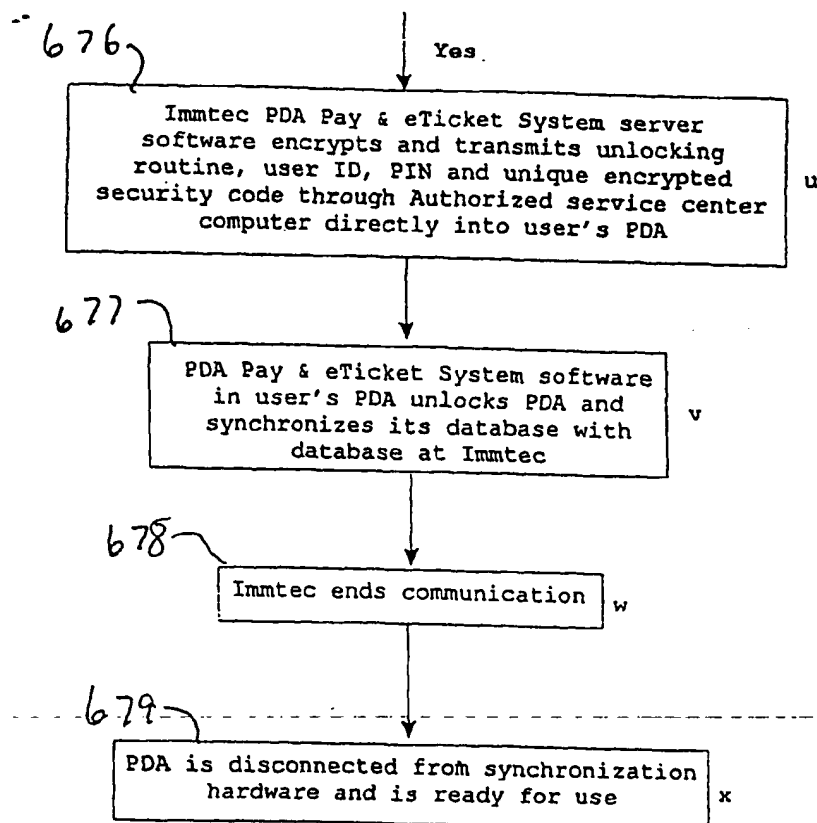 676
Yes
Immtec PDA Pay & eTicket System server
software encrypts and transmits unlocking
routine, user ID, PIN and unique encrypted
security code through Authorized service center
computer directly into user's PDA
u
677
PDA Pay & eTicket System software
in user's PDA unlocks PDA and
synchronizes its database with
database at Immtec
v
678
Immtec ends communication
w
679
PDA is disconnected from synchronization
hardware and is ready for use
x